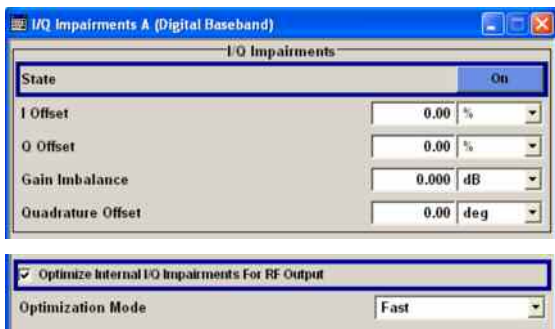 I/Q Impairments A (Digital Baseband)
I/Q Impairments
State On
I Offset 0.00 %
Q Offset 0.00 %
Gain Imbalance 0.000 dB
Quadrature Offset 0.00 deg
Optimize Internal I/Q Impairments For RF Output
Optimization Mode Fast